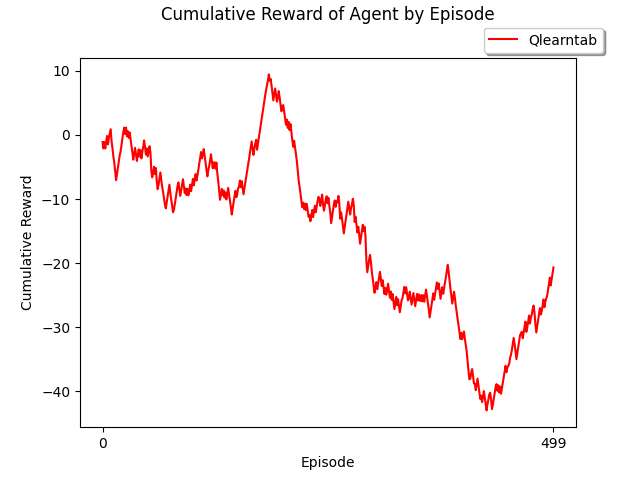 Cumulative Reward of Agent by Episode
Qlearntab
10
0
−10
−20
−30
−40
Cumulative Reward
0
499
Episode